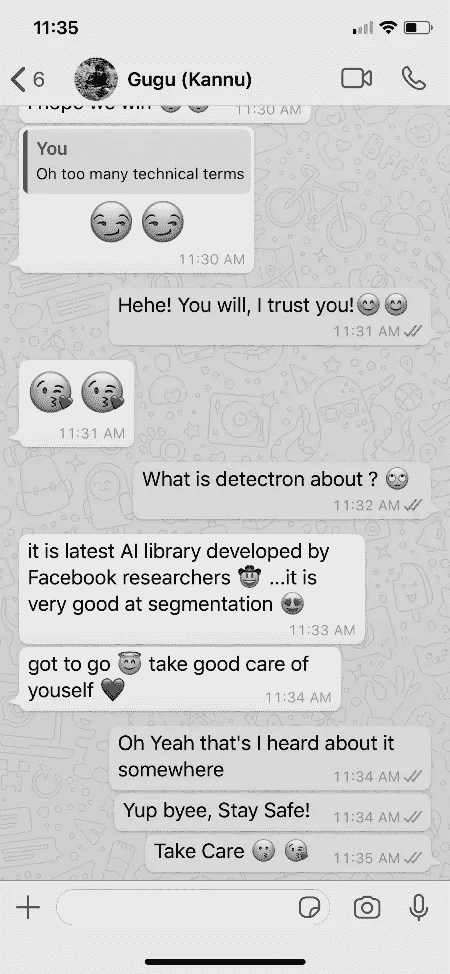 11:35
6
Gugu (Kannu)
I hope we win 11:30 AM
You
Oh too many technical terms
😏 😏
11:30 AM
Hehe! You will, I trust you!😊 😊
11:31 AM
😘 😘
11:31 AM
What is detectron about ? 🙄
11:32 AM
it is latest AI library developed by
Facebook researchers 🤠 ...it is
very good at segmentation 😍
11:33 AM
got to go 😇 take good care of
youself 🖤 11:34 AM
Oh Yeah that's I heard about it
somewhere 11:34 AM
Yup byee, Stay Safe! 11:34 AM
Take Care 😗 😘 11:35 AM